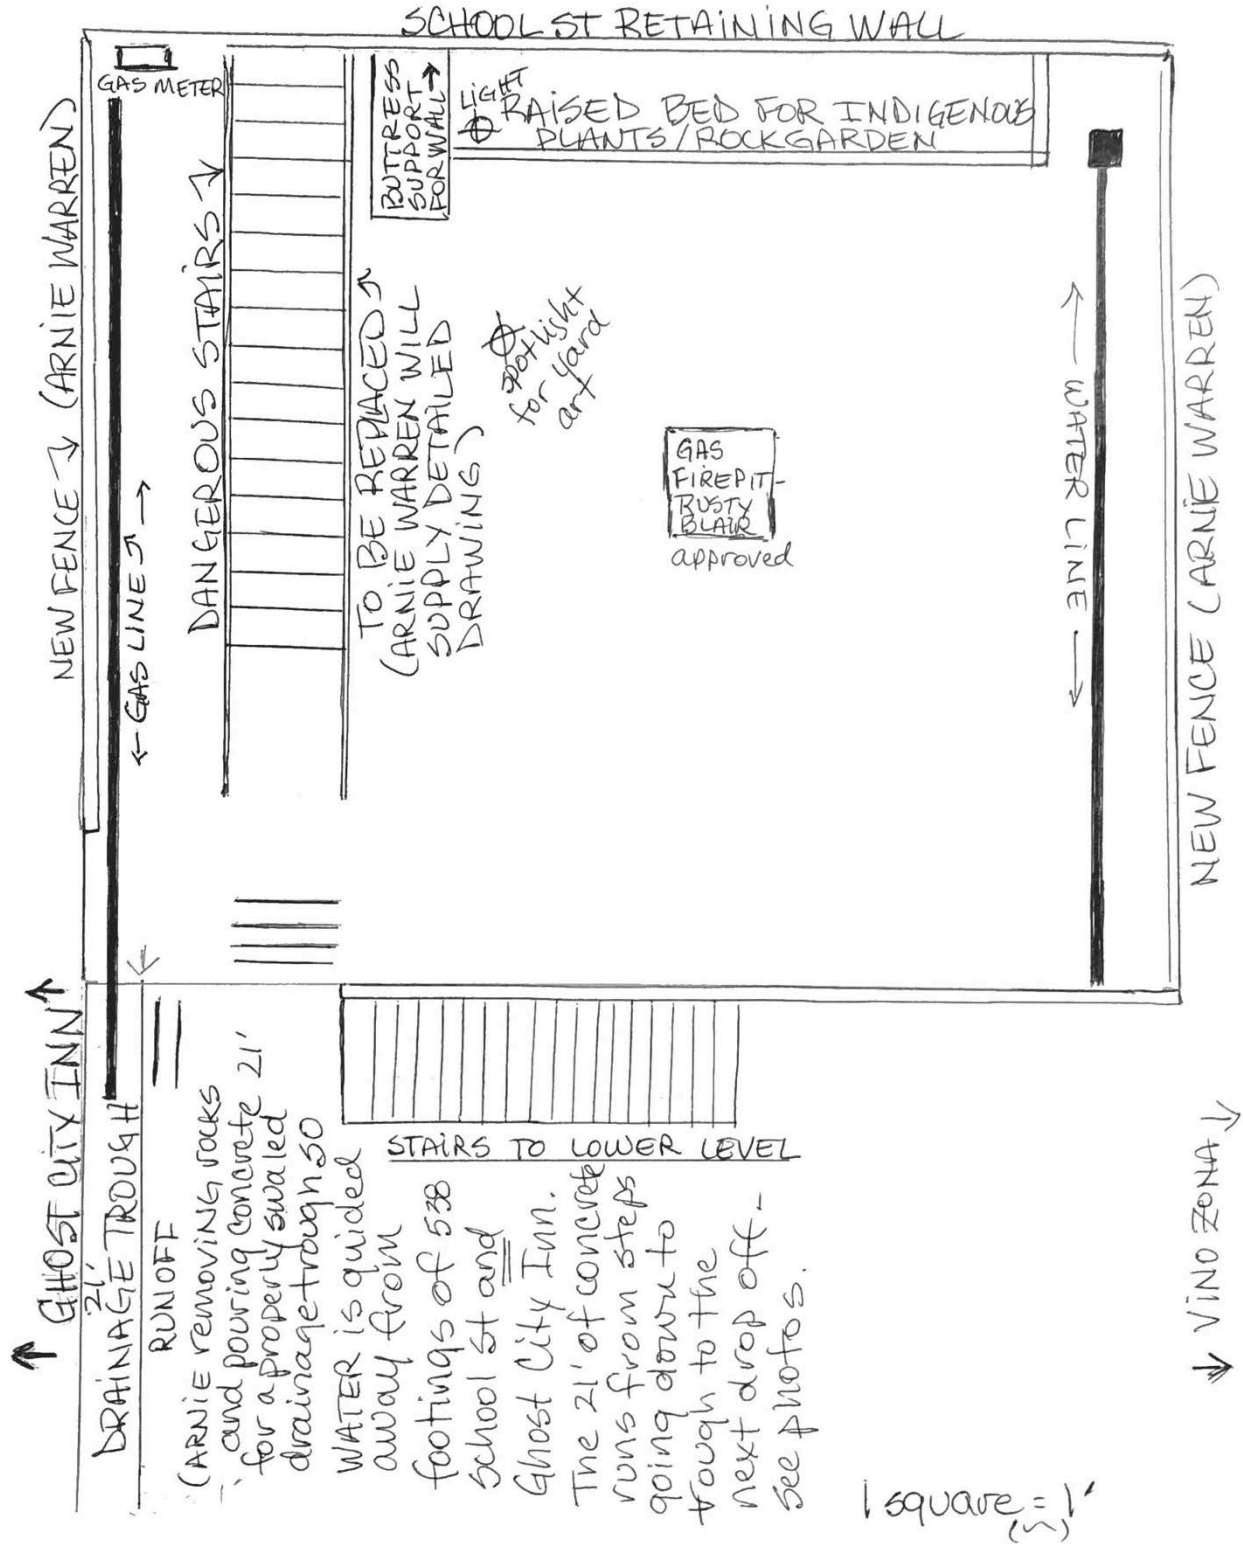 SCHOOL ST RETAINING WALL
GAS METER
NEW FENCE (ARNIE WARREN)
← GAS LINE →
DANGEROUS STAIRS
BUTTRESS
SUPPORT →
FOR WALL
LIGHT
RAISED BED FOR INDIGENOUS
PLANTS/ROCKGARDEN
TO BE REPLACED
(ARNIE WARREN WILL
SUPPLY DETAILED
DRAWING)
spotlight
for yard
art
GAS
FIREPIT-
RUSTY
BLAIR
approved
← WATER LINE →
NEW FENCE (ARNIE WARREN)
GHOST CITY INN
21'
DRAINAGE TROUGH
RUNOFF
(ARNIE removing rocks
and pouring concrete 21'
for a properly swaled
drainage trough so
WATER is guided
away from
footings of 538
school st and
Ghost City Inn.
The 21' of concrete
runs from steps
going down to
trough to the
next drop off -
see photos.
STAIRS TO LOWER LEVEL
VINO ZONA
1 square = 1'
(~)